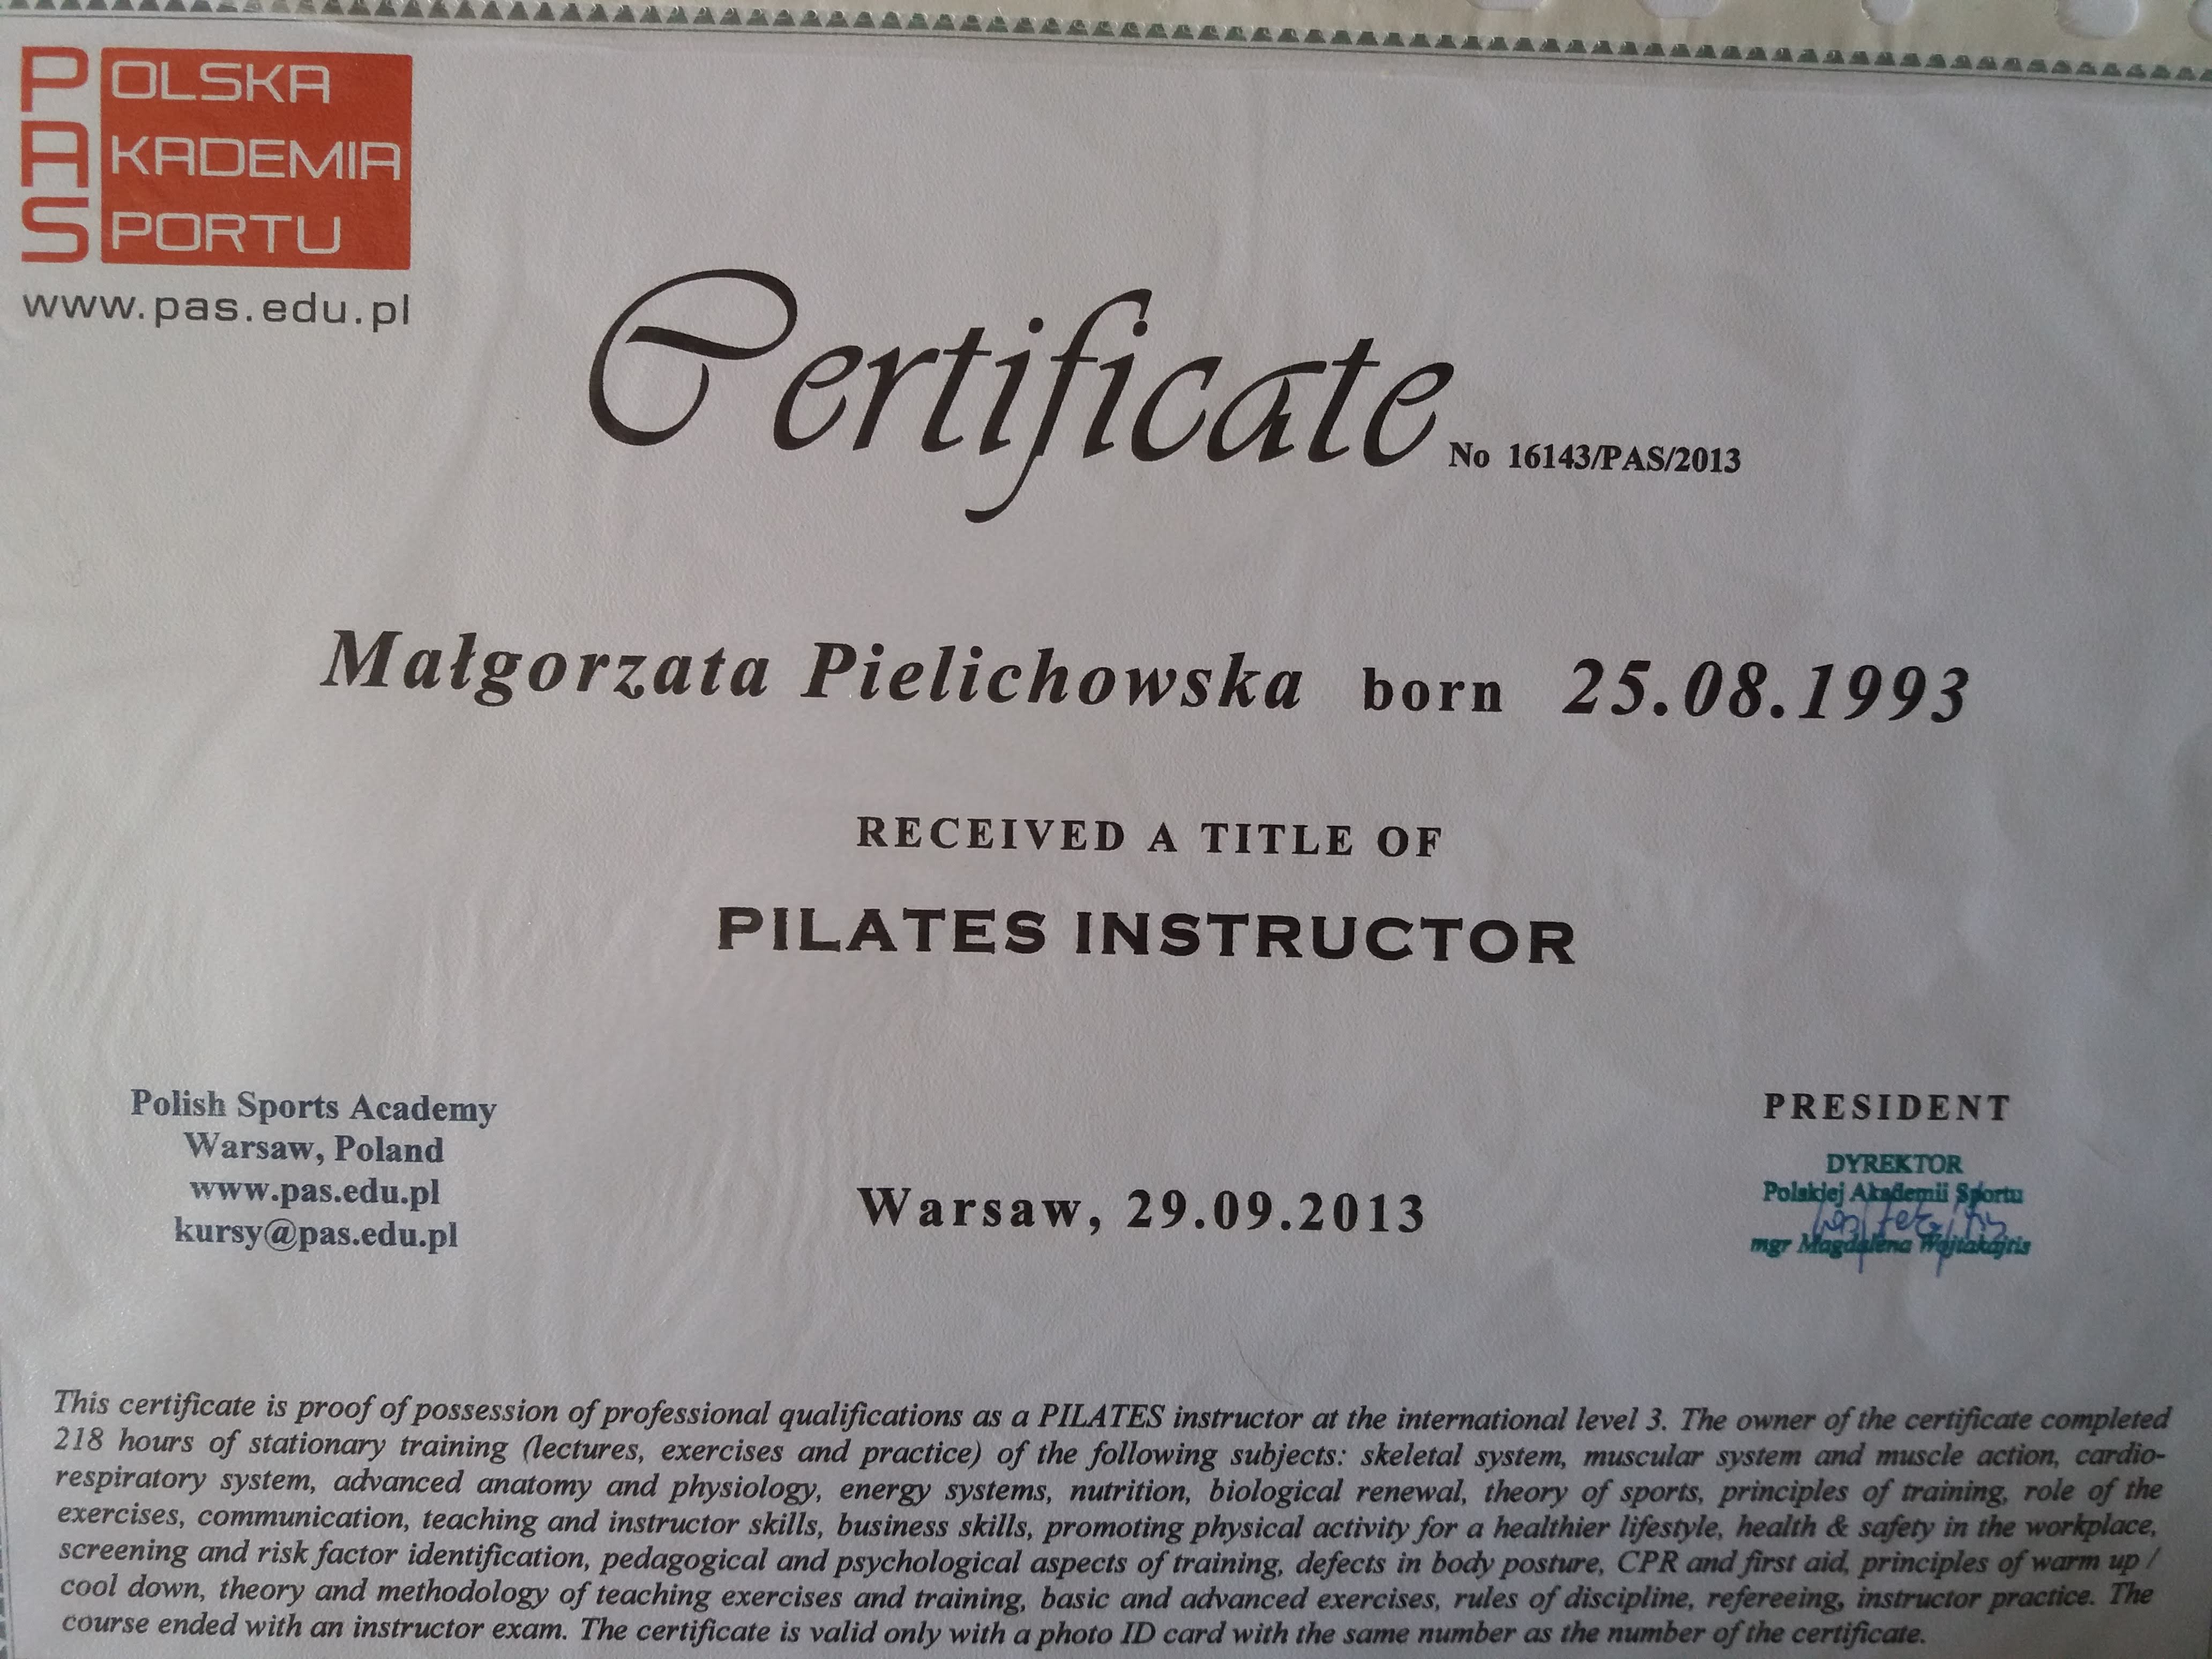 POLSKA
AKADEMIA
SPORTU
www.pas.edu.pl
Certificate No 16143/PAS/2013
Małgorzata Pielichowska born 25.08.1993
RECEIVED A TITLE OF
PILATES INSTRUCTOR
Polish Sports Academy
Warsaw, Poland
www.pas.edu.pl
kursy@pas.edu.pl
Warsaw, 29.09.2013
PRESIDENT
DYREKTOR
Polskiej Akademii Sportu
mgr Magdalena Wojtakajtis
This certificate is proof of possession of professional qualifications as a PILATES instructor at the international level 3. The owner of the certificate completed
218 hours of stationary training (lectures, exercises and practice) of the following subjects: skeletal system, muscular system and muscle action, cardio-
respiratory system, advanced anatomy and physiology, energy systems, nutrition, biological renewal, theory of sports, principles of training, role of the
exercises, communication, teaching and instructor skills, business skills, promoting physical activity for a healthier lifestyle, health & safety in the workplace,
screening and risk factor identification, pedagogical and psychological aspects of training, defects in body posture, CPR and first aid, principles of warm up /
cool down, theory and methodology of teaching exercises and training, basic and advanced exercises, rules of discipline, refereeing, instructor practice. The
course ended with an instructor exam. The certificate is valid only with a photo ID card with the same number as the number of the certificate.